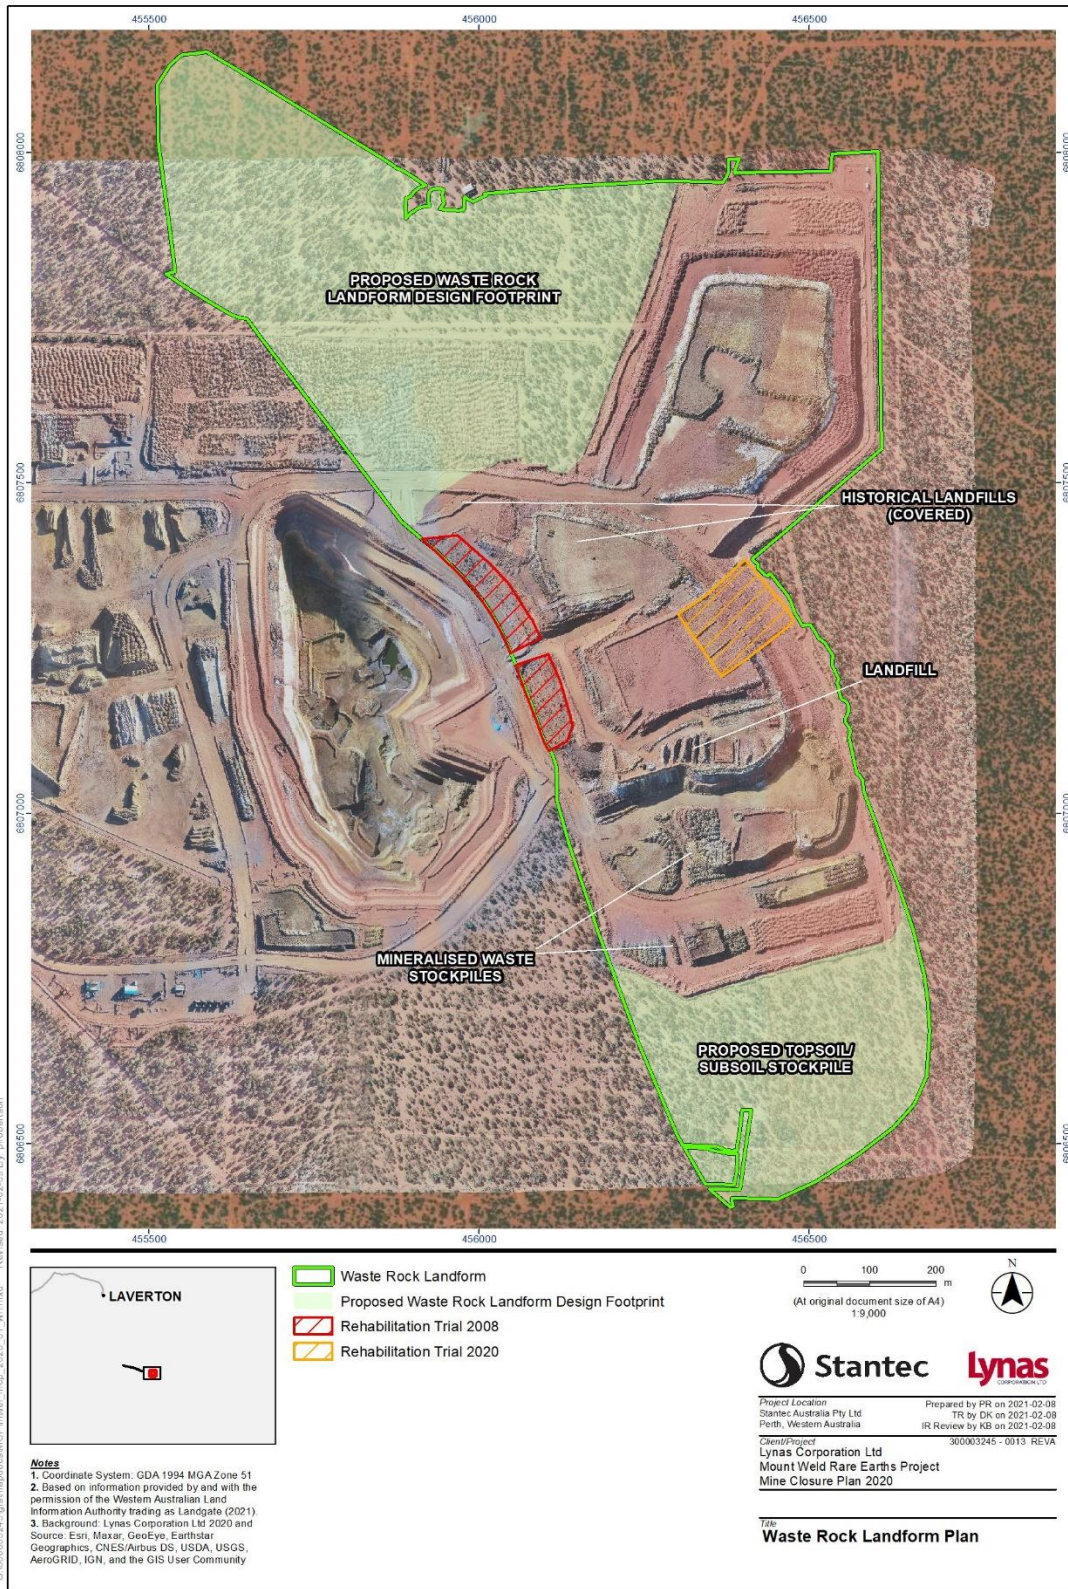 455500
456000
456500
6808000
6808000
PROPOSED WASTE ROCK
LANDFORM DESIGN FOOTPRINT
6807500
6807500
HISTORICAL LANDFILLS
(COVERED)
LANDFILL
6807000
6807000
MINERALISED WASTE
STOCKPILES
PROPOSED TOPSOIL/
SUBSOIL STOCKPILE
6806500
6806500
455500
456000
456500
LAVERTON
Waste Rock Landform
Proposed Waste Rock Landform Design Footprint
Rehabilitation Trial 2008
Rehabilitation Trial 2020
0 100 200
m
(At original document size of A4)
1:9,000
N
Stantec
Lynas
CORPORATION LTD
Project Location
Stantec Australia Pty Ltd
Perth, Western Australia
Prepared by PR on 2021-02-08
TR by DK on 2021-02-08
IR Review by KB on 2021-02-08
Client/Project
300003245 - 0013 REVA
Lynas Corporation Ltd
Mount Weld Rare Earths Project
Mine Closure Plan 2020
Title
Waste Rock Landform Plan
Notes
1. Coordinate System: GDA 1994 MGA Zone 51
2. Based on information provided by and with the
permission of the Western Australian Land
Information Authority trading as Landgate (2021).
3. Background: Lynas Corporation Ltd 2020 and
Source: Esri, Maxar, GeoEye, Earthstar
Geographics, CNES/Airbus DS, USDA, USGS,
AeroGRID, IGN, and the GIS User Community